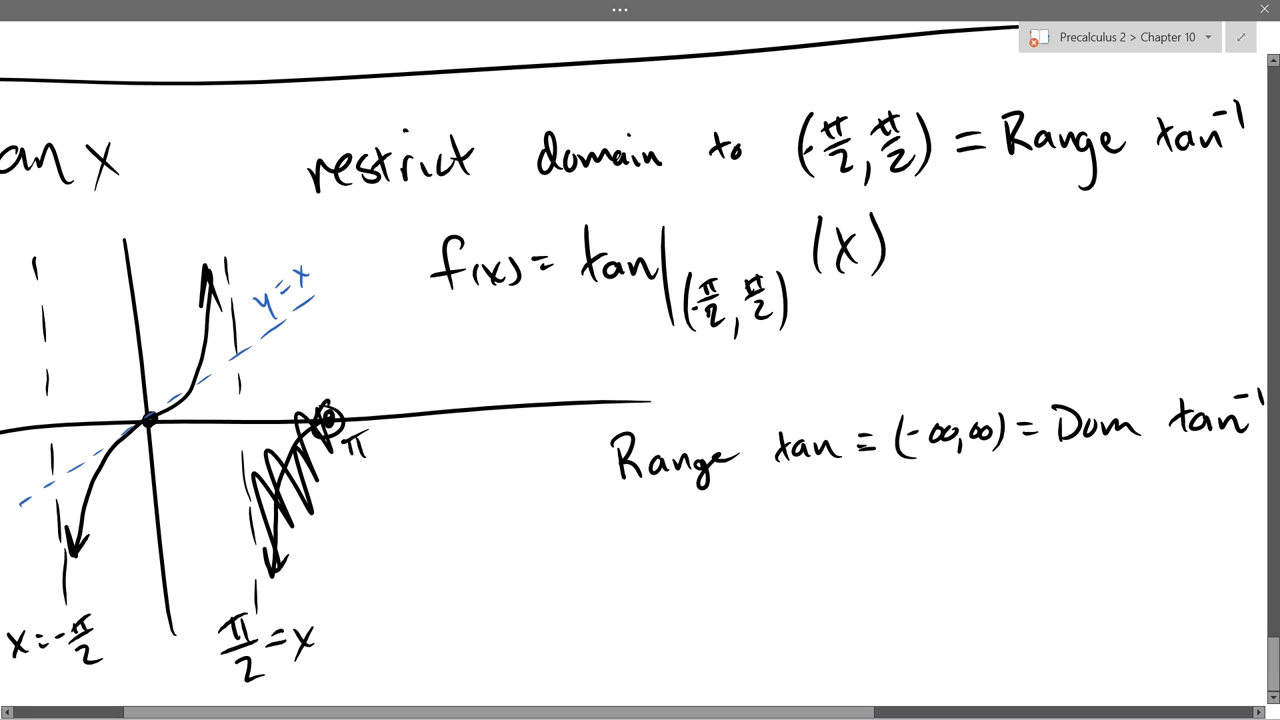 ...
Precalculus 2 > Chapter 10
an x
restrict domain to (-π/2, π/2) = Range tan⁻¹
f(x) = tan|(-π/2, π/2) (x)
y = x
π
Range tan = (-∞, ∞) = Dom tan⁻¹
x = -π/2
π/2 = x